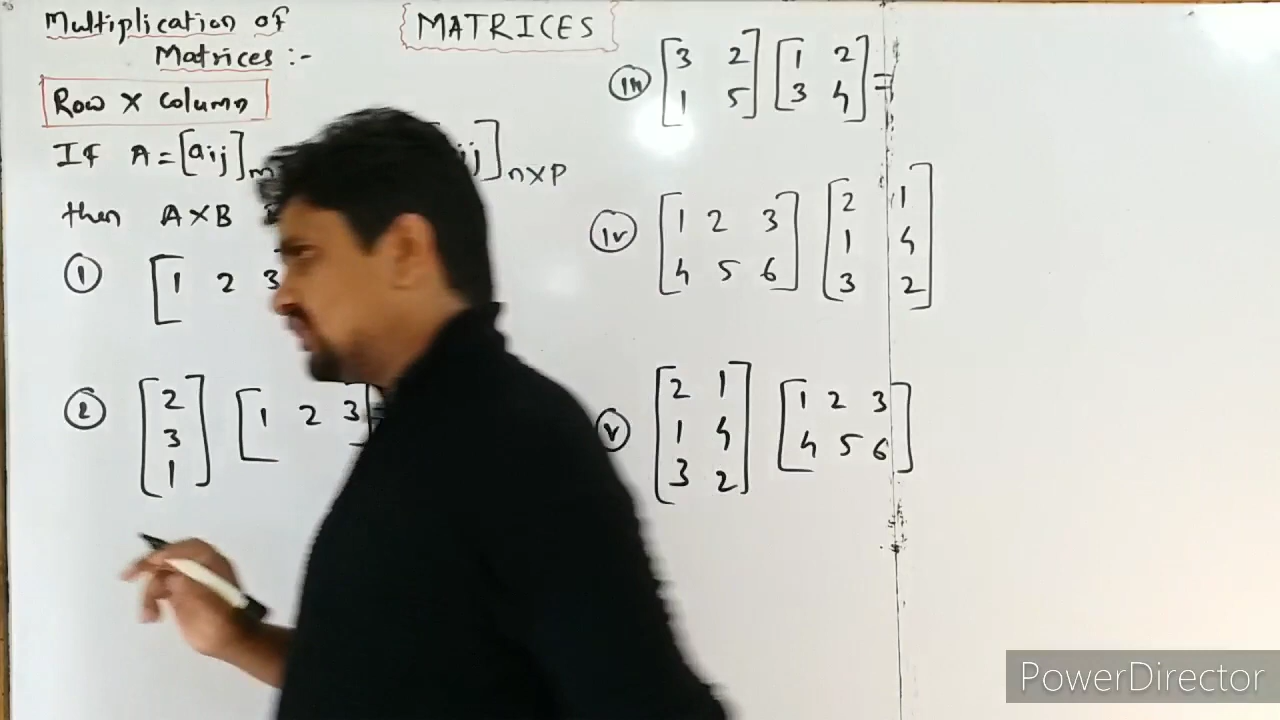 Multiplication of
Matrices :-
Row X column
If A = [aij]m ij]n X P
then A X B
① [1 2 3
② [2 3 1] [1 2 3
MATRICES
[3 2
1 5] [1 2
3 4] =
iv [1 2 3
4 5 6] [2 1
1 4
3 2]
v [2 1
1 4
3 2] [1 2 3
4 5 6]
PowerDirector